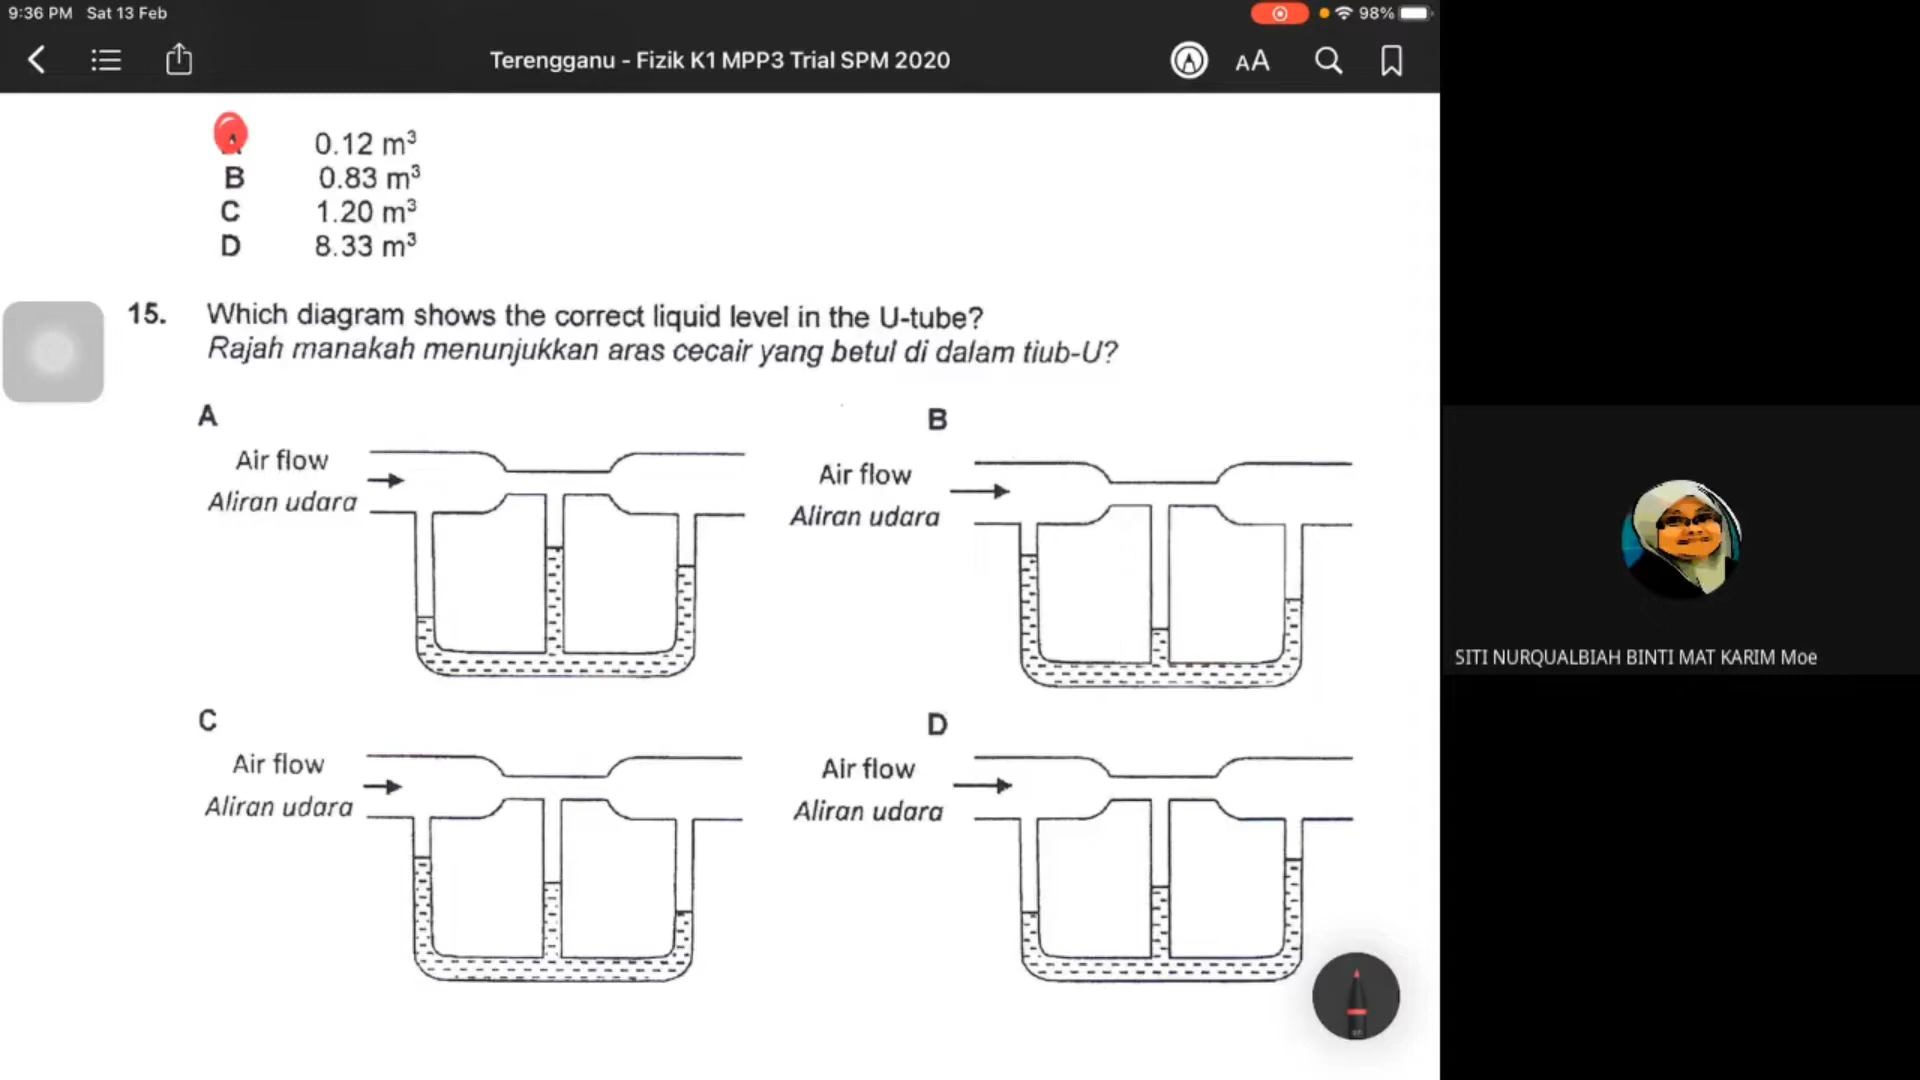 9:36 PM Sat 13 Feb
98%
Terengganu - Fizik K1 MPP3 Trial SPM 2020
AA
A 0.12 m³
B 0.83 m³
C 1.20 m³
D 8.33 m³
15. Which diagram shows the correct liquid level in the U-tube?
Rajah manakah menunjukkan aras cecair yang betul di dalam tiub-U?
A
Air flow
Aliran udara
B
Air flow
Aliran udara
C
Air flow
Aliran udara
D
Air flow
Aliran udara
SITI NURQUALBIAH BINTI MAT KARIM Moe